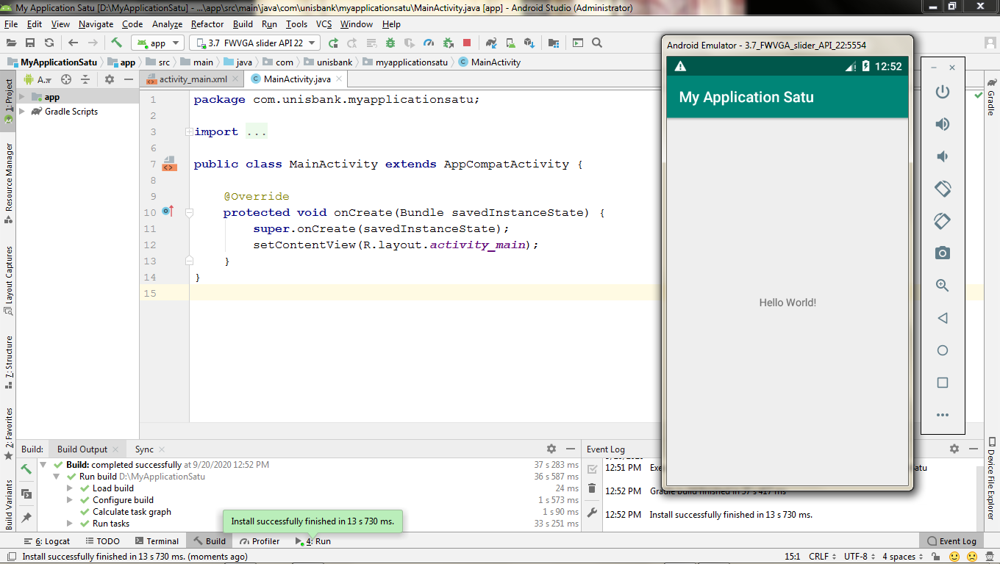 My Application Satu [D:\MyApplicationSatu] - ...\app\src\main\java\com\unisbank\myapplicationsatu\MainActivity.java [app] - Android Studio (Administrator)
File Edit View Navigate Code Analyze Refactor Build Run Tools VCS Window Help
app 3.7 FWVGA slider API 22
MyApplicationSatu app src main java com unisbank myapplicationsatu MainActivity
A..
activity_main.xml MainActivity.java
1: Project
Resource Manager
Layout Captures
7: Structure
2: Favorites
Build Variants
app
Gradle Scripts
1 package com.unisbank.myapplicationsatu;
2
3 import ...
6
7 public class MainActivity extends AppCompatActivity {
8
9 @Override
10 protected void onCreate(Bundle savedInstanceState) {
11 super.onCreate(savedInstanceState);
12 setContentView(R.layout.activity_main);
13 }
14 }
15
Android Emulator - 3.7_FWVGA_slider_API_22:5554
12:52
My Application Satu
Hello World!
Gradle
Device File Explorer
Build: Build Output Sync
Build: completed successfully at 9/20/2020 12:52 PM 37 s 283 ms
Run build D:\MyApplicationSatu 36 s 587 ms
Load build 24 ms
Configure build 1 s 573 ms
Calculate task graph 1 s 90 ms
Run tasks 33 s 251 ms
Install successfully finished in 13 s 730 ms.
Event Log
12:51 PM Exe
atu
12:52 PM Gradle build finished in 37 s 417 ms
12:52 PM Install successfully finished in 13 s 730 ms.
6: Logcat TODO Terminal Build Profiler 4: Run Event Log
Install successfully finished in 13 s 730 ms. (moments ago) 15:1 CRLF UTF-8 4 spaces